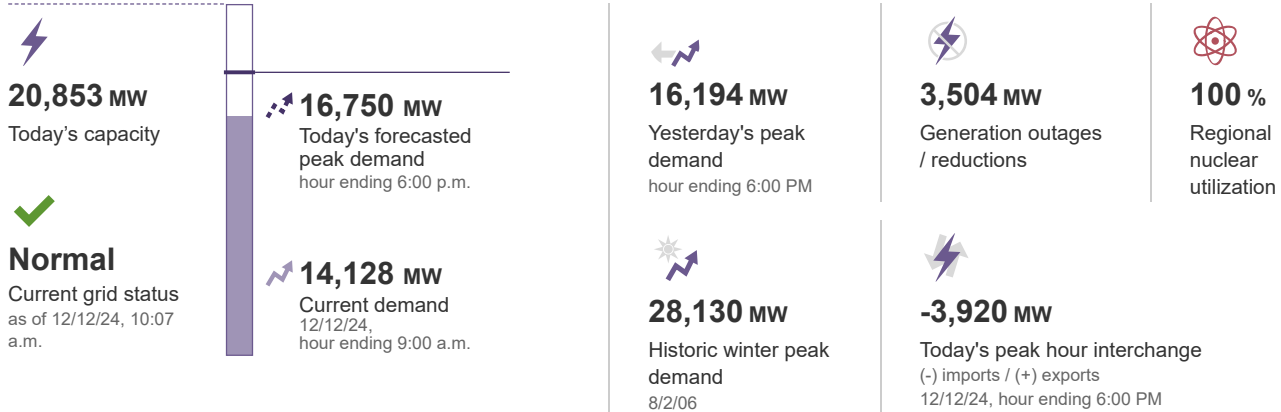 20,853 MW
Today's capacity
Normal
Current grid status
as of 12/12/24, 10:07
a.m.
16,750 MW
Today's forecasted
peak demand
hour ending 6:00 p.m.
14,128 MW
Current demand
12/12/24,
hour ending 9:00 a.m.
16,194 MW
Yesterday's peak
demand
hour ending 6:00 PM
3,504 MW
Generation outages
/ reductions
100 %
Regional
nuclear
utilization
28,130 MW
Historic winter peak
demand
8/2/06
-3,920 MW
Today's peak hour interchange
(-) imports / (+) exports
12/12/24, hour ending 6:00 PM